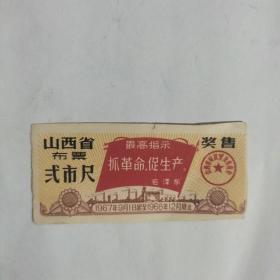 山西省
布票
贰市尺
最高指示
抓革命,促生产。
毛泽东
奖售
1967年9月1日起至1968年12月底止